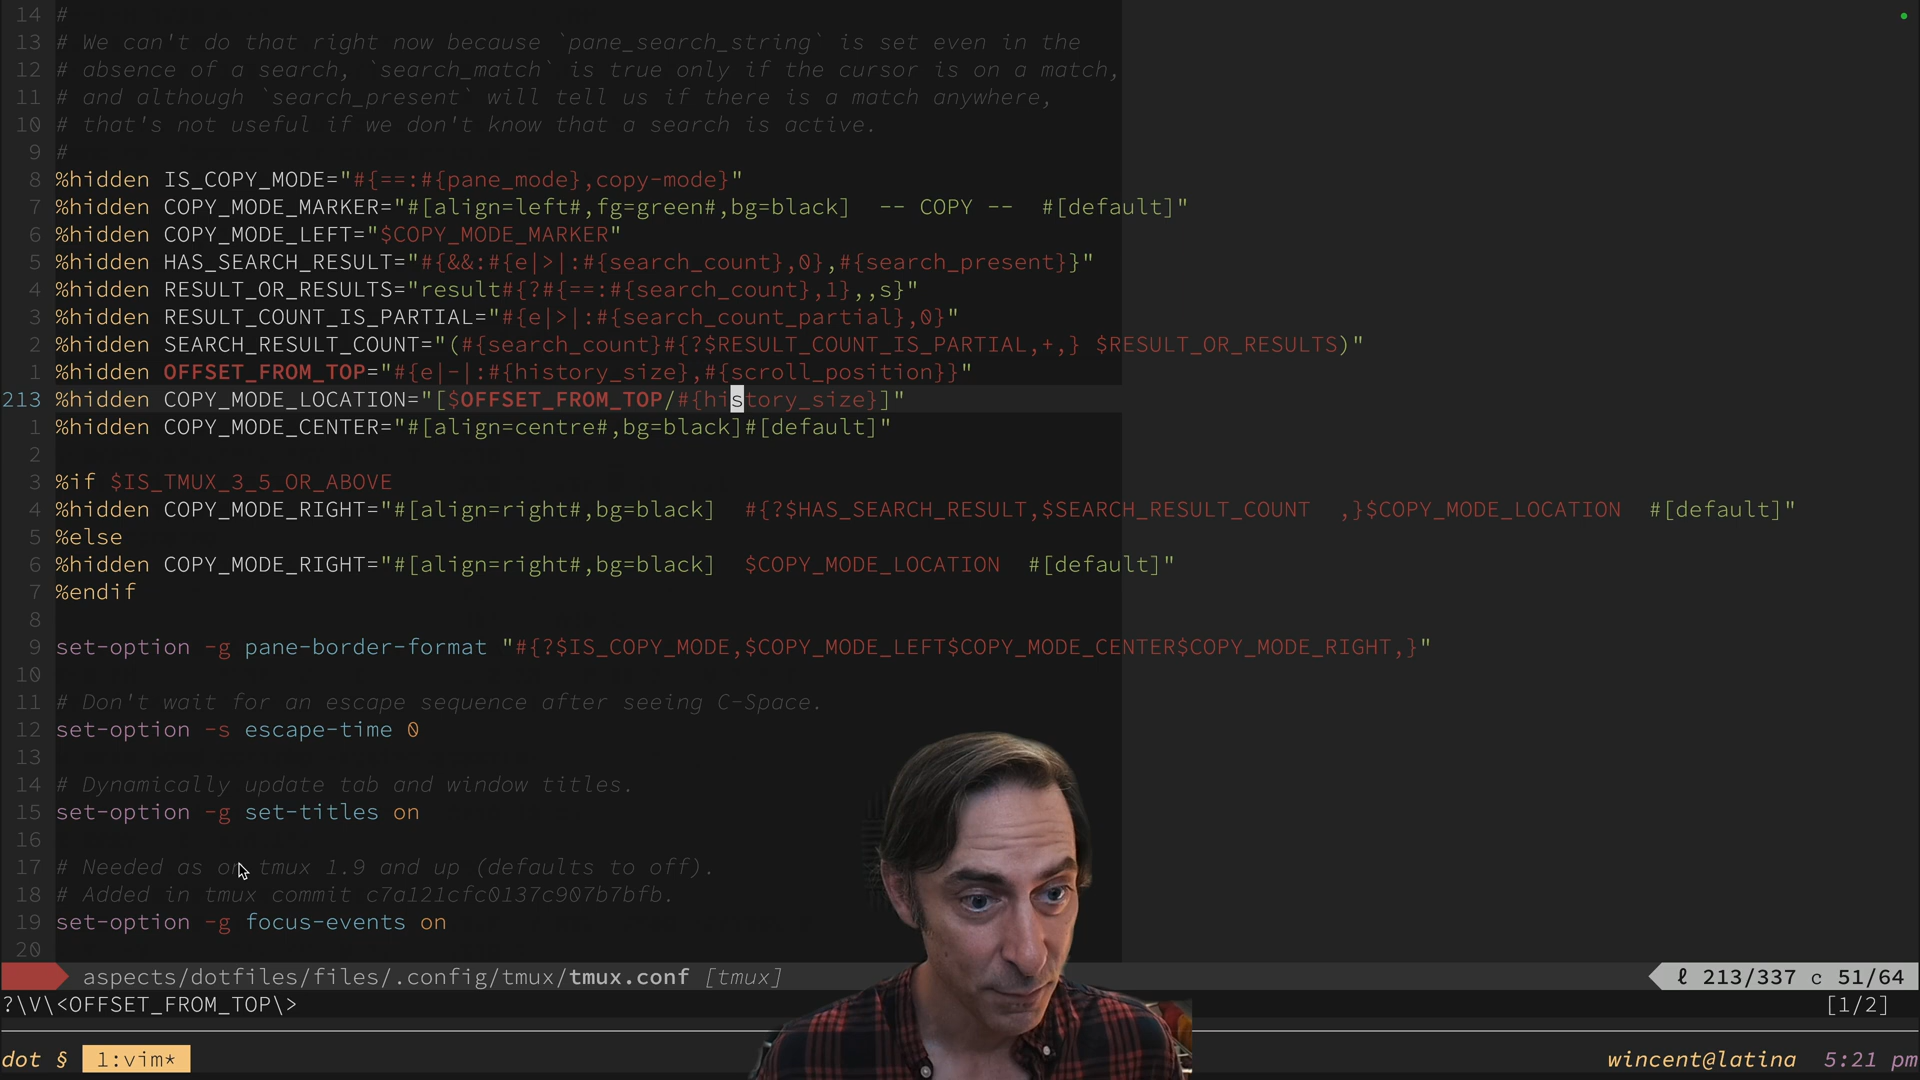 14 #
13 # We can't do that right now because `pane_search_string` is set even in the
12 # absence of a search, `search_match` is true only if the cursor is on a match,
11 # and although `search_present` will tell us if there is a match anywhere,
10 # that's not useful if we don't know that a search is active.
9 #
8 %hidden IS_COPY_MODE="#{==:#{pane_mode},copy-mode}"
7 %hidden COPY_MODE_MARKER="#[align=left#,fg=green#,bg=black]  -- COPY --  #[default]"
6 %hidden COPY_MODE_LEFT="$COPY_MODE_MARKER"
5 %hidden HAS_SEARCH_RESULT="#{&&:#{e|>|:#{search_count},0},#{search_present}}"
4 %hidden RESULT_OR_RESULTS="result#{?#{==:#{search_count},1},,s}"
3 %hidden RESULT_COUNT_IS_PARTIAL="#{e|>|:#{search_count_partial},0}"
2 %hidden SEARCH_RESULT_COUNT="(#{search_count}#{?$RESULT_COUNT_IS_PARTIAL,+,} $RESULT_OR_RESULTS)"
1 %hidden OFFSET_FROM_TOP="#{e|-|:#{history_size},#{scroll_position}}"
213 %hidden COPY_MODE_LOCATION="[$OFFSET_FROM_TOP/#{history_size}]"
1 %hidden COPY_MODE_CENTER="#[align=centre#,bg=black]#[default]"
2
3 %if $IS_TMUX_3_5_OR_ABOVE
4 %hidden COPY_MODE_RIGHT="#[align=right#,bg=black]  #{?$HAS_SEARCH_RESULT,$SEARCH_RESULT_COUNT  ,}$COPY_MODE_LOCATION  #[default]"
5 %else
6 %hidden COPY_MODE_RIGHT="#[align=right#,bg=black]  $COPY_MODE_LOCATION  #[default]"
7 %endif
8
9 set-option -g pane-border-format "#{?$IS_COPY_MODE,$COPY_MODE_LEFT$COPY_MODE_CENTER$COPY_MODE_RIGHT,}"
10
11 # Don't wait for an escape sequence after seeing C-Space.
12 set-option -s escape-time 0
13
14 # Dynamically update tab and window titles.
15 set-option -g set-titles on
16
17 # Needed as on tmux 1.9 and up (defaults to off).
18 # Added in tmux commit c7a121cfc0137c907b7bfb.
19 set-option -g focus-events on
20
aspects/dotfiles/files/.config/tmux/tmux.conf [tmux] ℓ 213/337 c 51/64
?\V\<OFFSET_FROM_TOP\> [1/2]
dot § 1:vim* wincent@latina 5:21 pm